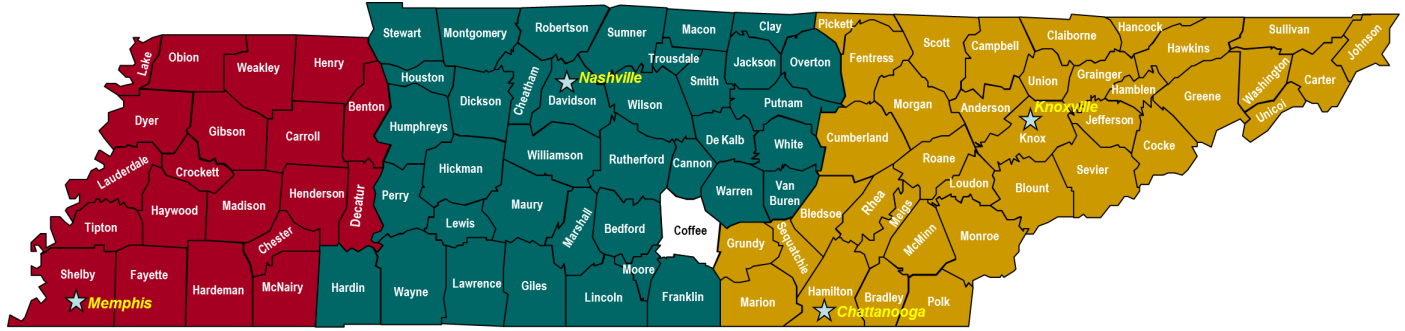 Stewart
Montgomery
Robertson
Sumner
Macon
Clay
Pickett
Scott
Campbell
Claiborne
Hancock
Hawkins
Sullivan
Johnson
Lake
Obion
Weakley
Henry
Benton
Houston
Dickson
Cheatham
Nashville
Davidson
Trousdale
Wilson
Smith
Jackson
Overton
Fentress
Morgan
Anderson
Union
Grainger
Hamblen
Greene
Washington
Carter
Unicoi
Dyer
Gibson
Carroll
Humphreys
Putnam
Knoxville
Knox
Jefferson
Cocke
Lauderdale
Crockett
Hickman
Williamson
Rutherford
De Kalb
Cannon
White
Cumberland
Roane
Loudon
Blount
Sevier
Haywood
Madison
Henderson
Decatur
Perry
Lewis
Maury
Marshall
Bedford
Coffee
Warren
Van
Buren
Bledsoe
Rhea
Meigs
McMinn
Monroe
Tipton
Chester
Grundy
Sequatchie
Shelby
Memphis
Fayette
Hardeman
McNairy
Hardin
Wayne
Lawrence
Giles
Lincoln
Moore
Franklin
Marion
Hamilton
Chattanooga
Bradley
Polk